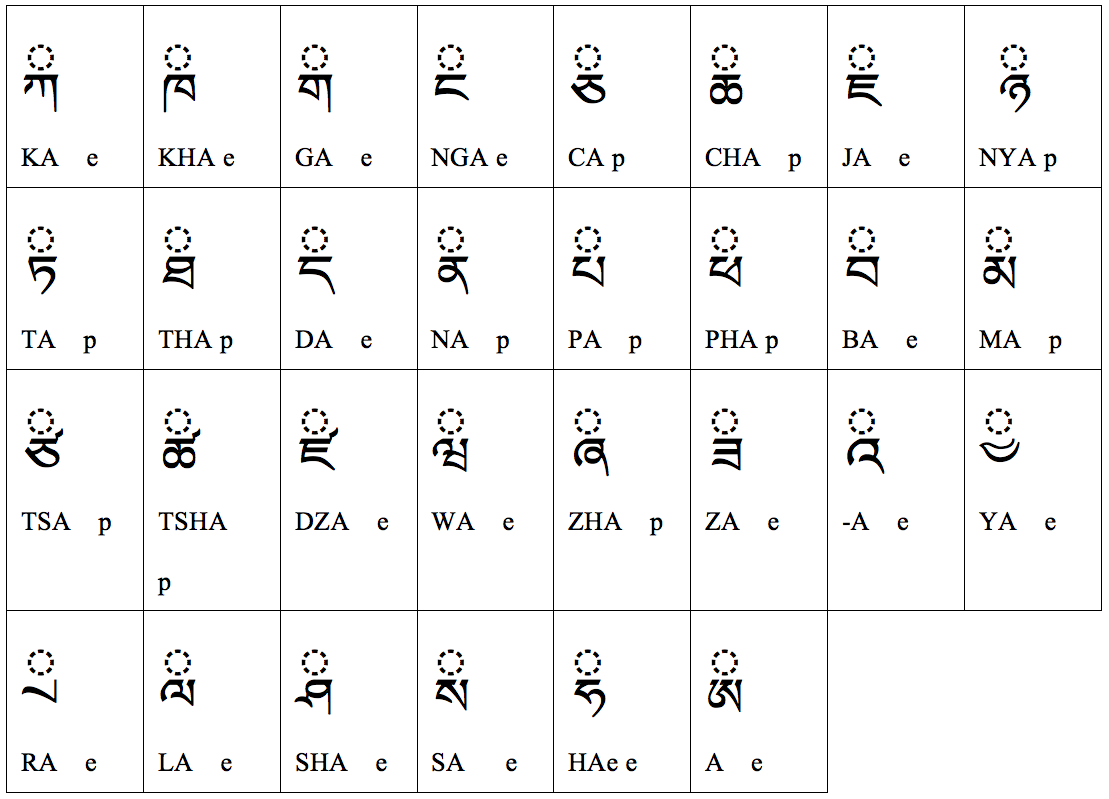 ◌ྐ ◌ྑ ◌ྒ ◌ྔ ◌ྕ ◌ྖ ◌ྗ ◌ྙ
KA e KHA e GA e NGA e CA p CHA p JA e NYA p
◌ྟ ◌ྠ ◌ྡ ◌ྣ ◌ྤ ◌ྥ ◌ྦ ◌ྨ
TA p THA p DA e NA p PA p PHA p BA e MA p
◌ྩ ◌ྪ ◌ྫ ◌ྺ ◌ྮ ◌ྯ ◌ྰ ◌ྱ
TSA p TSHA DZA e WA e ZHA p ZA e -A e YA e
p
◌ྲ ◌ླ ◌ྴ ◌ྶ ◌ྷ ◌ྸ
RA e LA e SHA e SA e HAe e A e